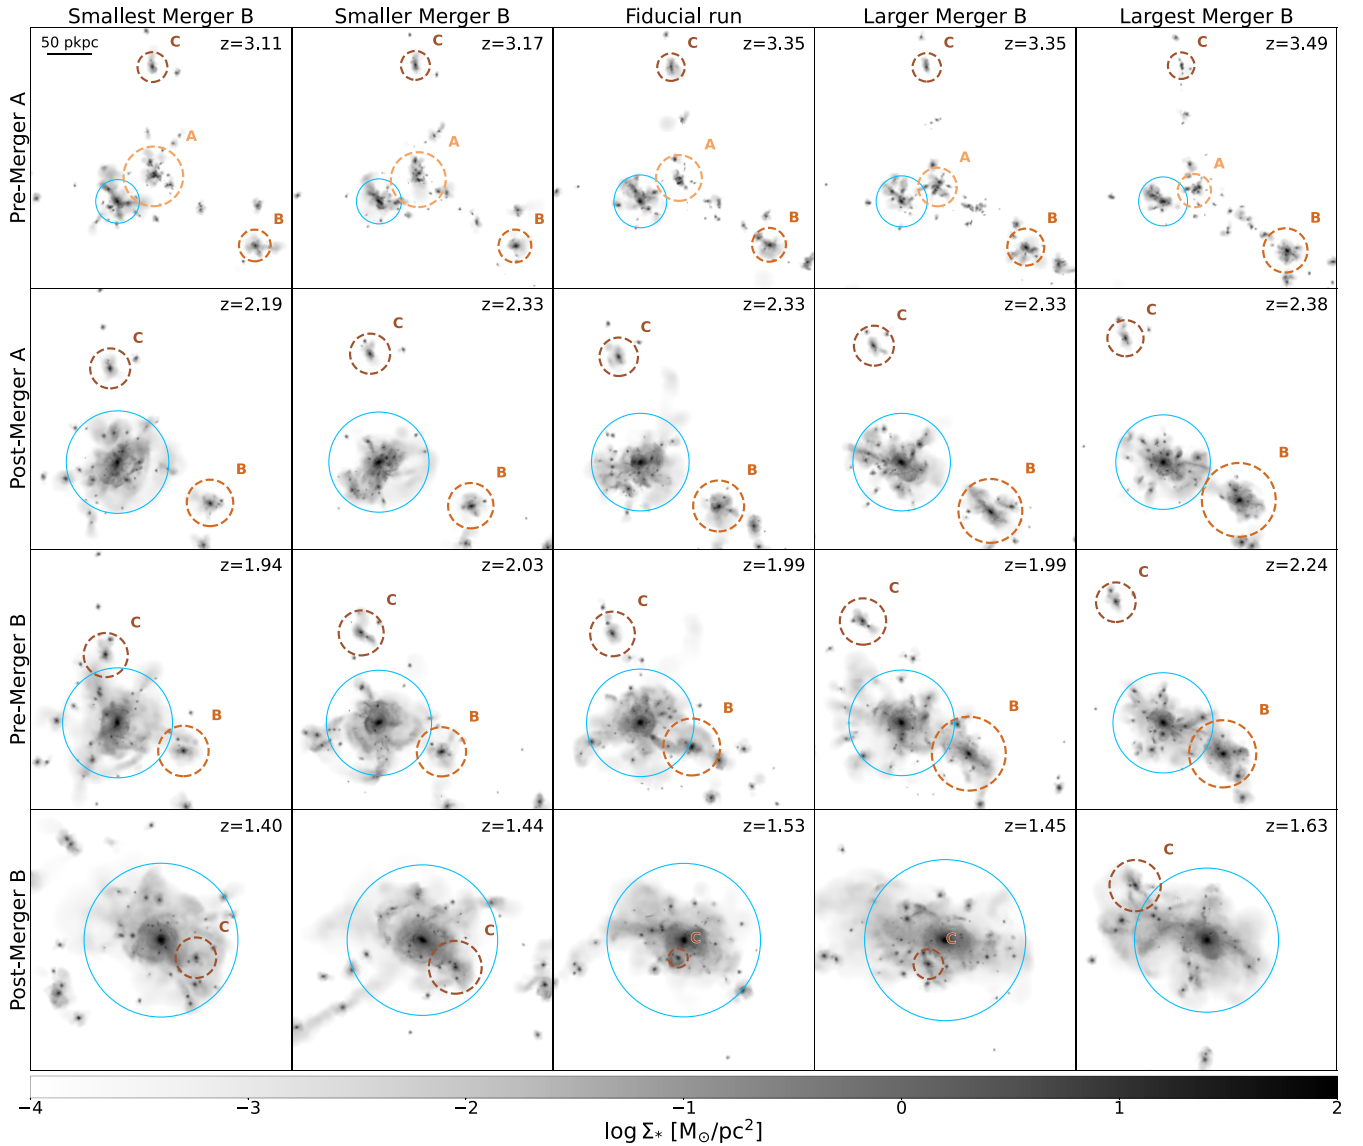 Smallest Merger B Smaller Merger B Fiducial run Larger Merger B Largest Merger B
Pre-Merger A
50 pkpc C z=3.11 C z=3.17 C z=3.35 C z=3.35 C z=3.49
A A A A A
B B B B B
Post-Merger A
z=2.19 z=2.33 z=2.33 z=2.33 z=2.38
C C C C C
B B B B B
Pre-Merger B
z=1.94 z=2.03 z=1.99 z=1.99 z=2.24
C C C C C
B B B B B
Post-Merger B
z=1.40 z=1.44 z=1.53 z=1.45 z=1.63
C C C C C
−4 −3 −2 −1 0 1 2
log Σ* [M⊙/pc²]